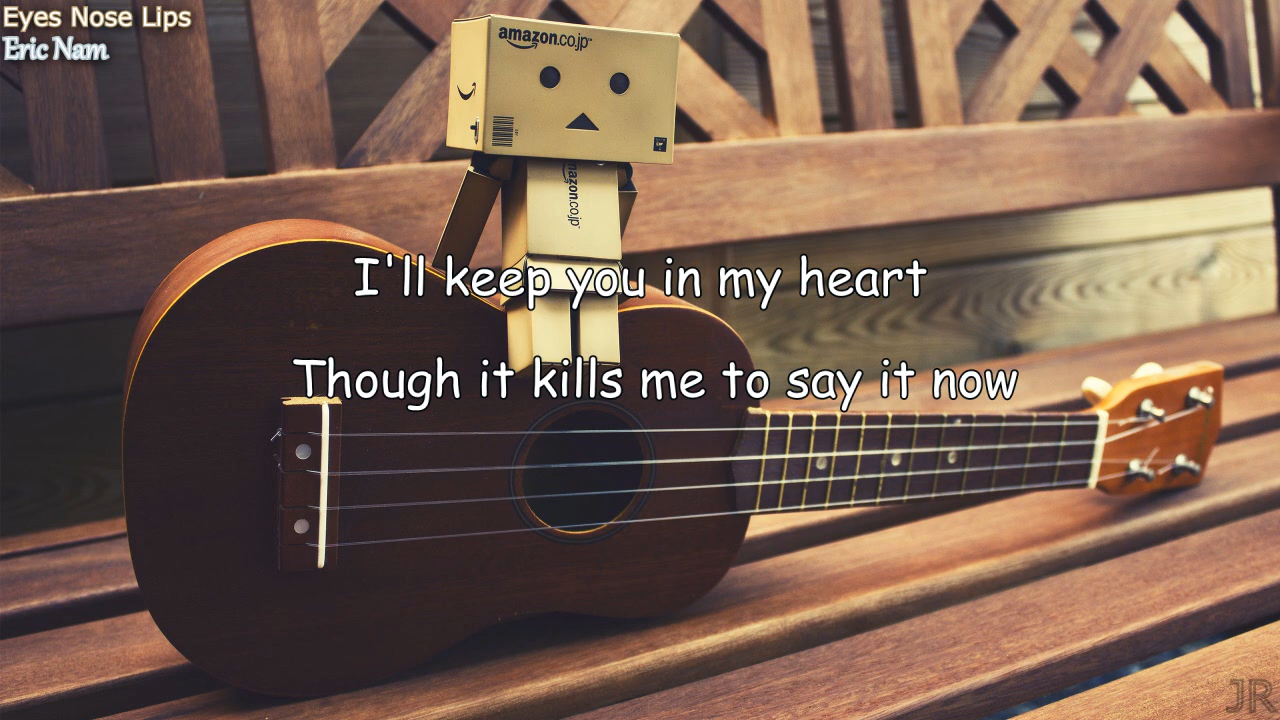 Eyes Nose Lips
Eric Nam
amazon.co.jp
amazon.co.jp
I'll keep you in my heart
Though it kills me to say it now
JR